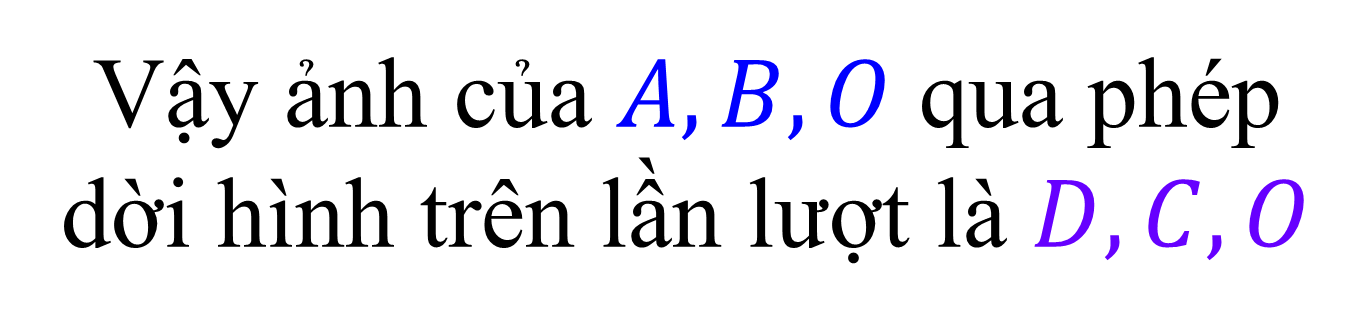 Vậy ảnh của A, B, O qua phép
dời hình trên lần lượt là D, C, O